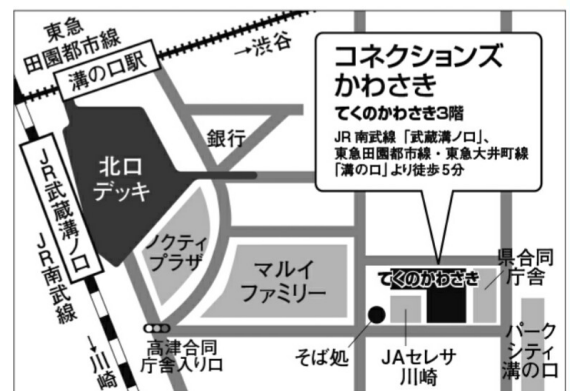 東急
田園都市線
溝の口駅
→渋谷
コネクションズ
かわさき
てくのかわさき3階
JR南武線「武蔵溝ノ口」、
東急田園都市線・東急大井町線
「溝の口」より徒歩5分
銀行
北口
デッキ
JR武蔵溝ノ口
JR南武線
→川崎
ノクティ
プラザ
マルイ
ファミリー
てくのかわさき
県合同
庁舎
高津合同
庁舎入り口
そば処
JAセレサ
川崎
パーク
シティ
溝の口